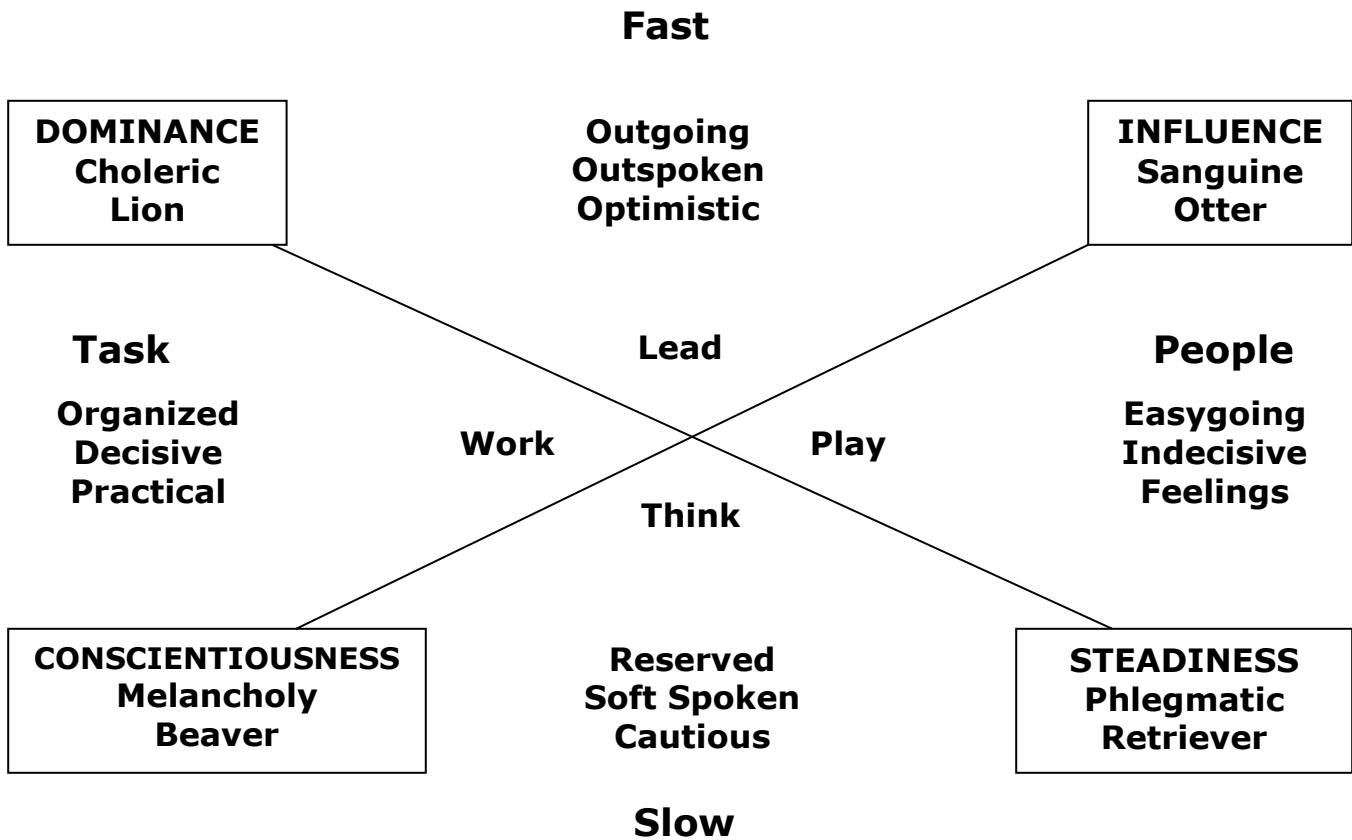 Fast
DOMINANCE
Choleric
Lion
Outgoing
Outspoken
Optimistic
INFLUENCE
Sanguine
Otter
Task
Organized
Decisive
Practical
Lead
Work
Play
Think
People
Easygoing
Indecisive
Feelings
CONSCIENTIOUSNESS
Melancholy
Beaver
Reserved
Soft Spoken
Cautious
STEADINESS
Phlegmatic
Retriever
Slow